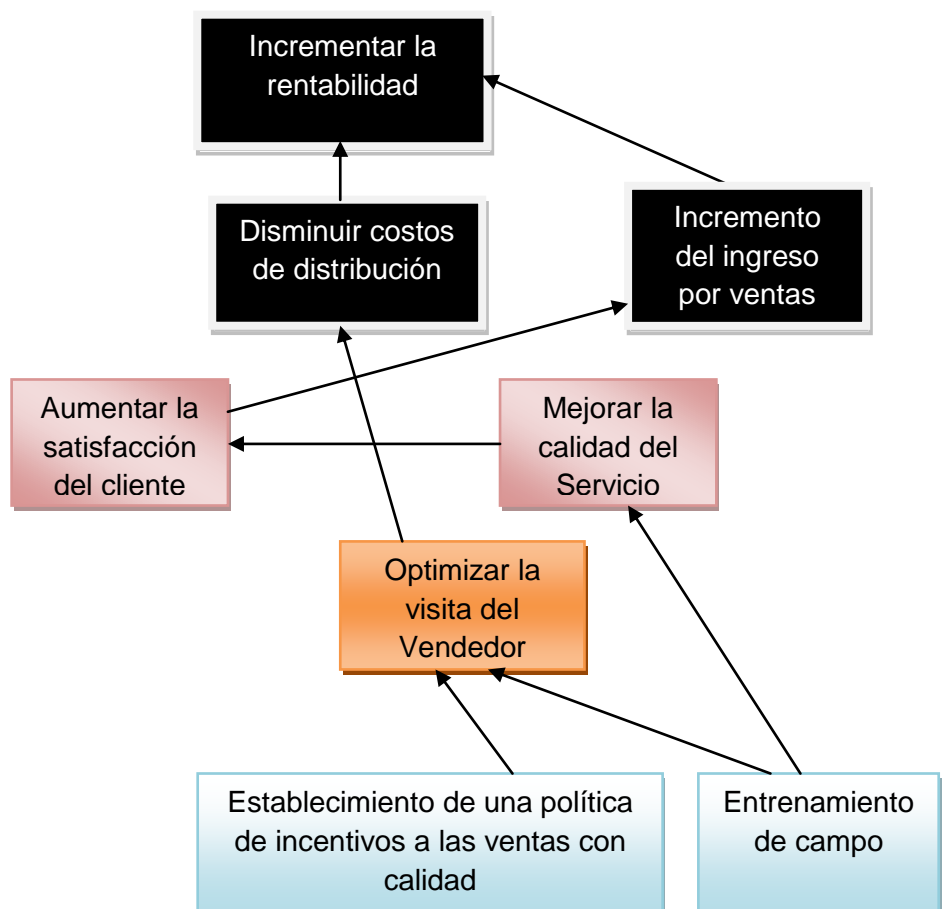 Incrementar la
rentabilidad
Disminuir costos
de distribución
Incremento
del ingreso
por ventas
Aumentar la
satisfacción
del cliente
Mejorar la
calidad del
Servicio
Optimizar la
visita del
Vendedor
Establecimiento de una política
de incentivos a las ventas con
calidad
Entrenamiento
de campo